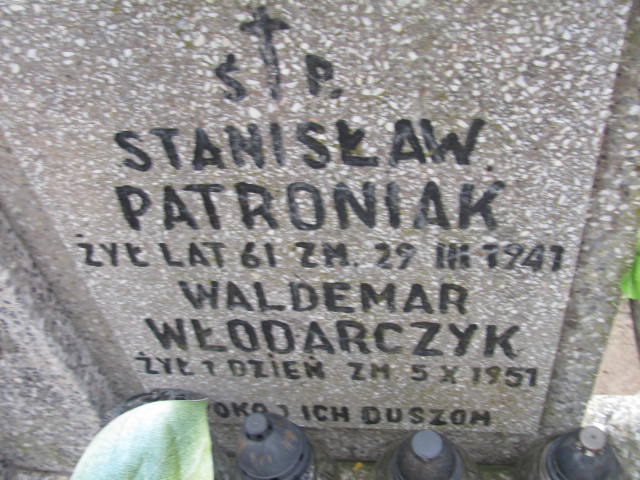 Ś P.
STANISŁAW
PATRONIAK
ŻYŁ LAT 61 ZM. 29 III 1941
WALDEMAR
WŁODARCZYK
ŻYŁ 1 DZIEŃ ZM 5 X 1951
ICH DUSZOM